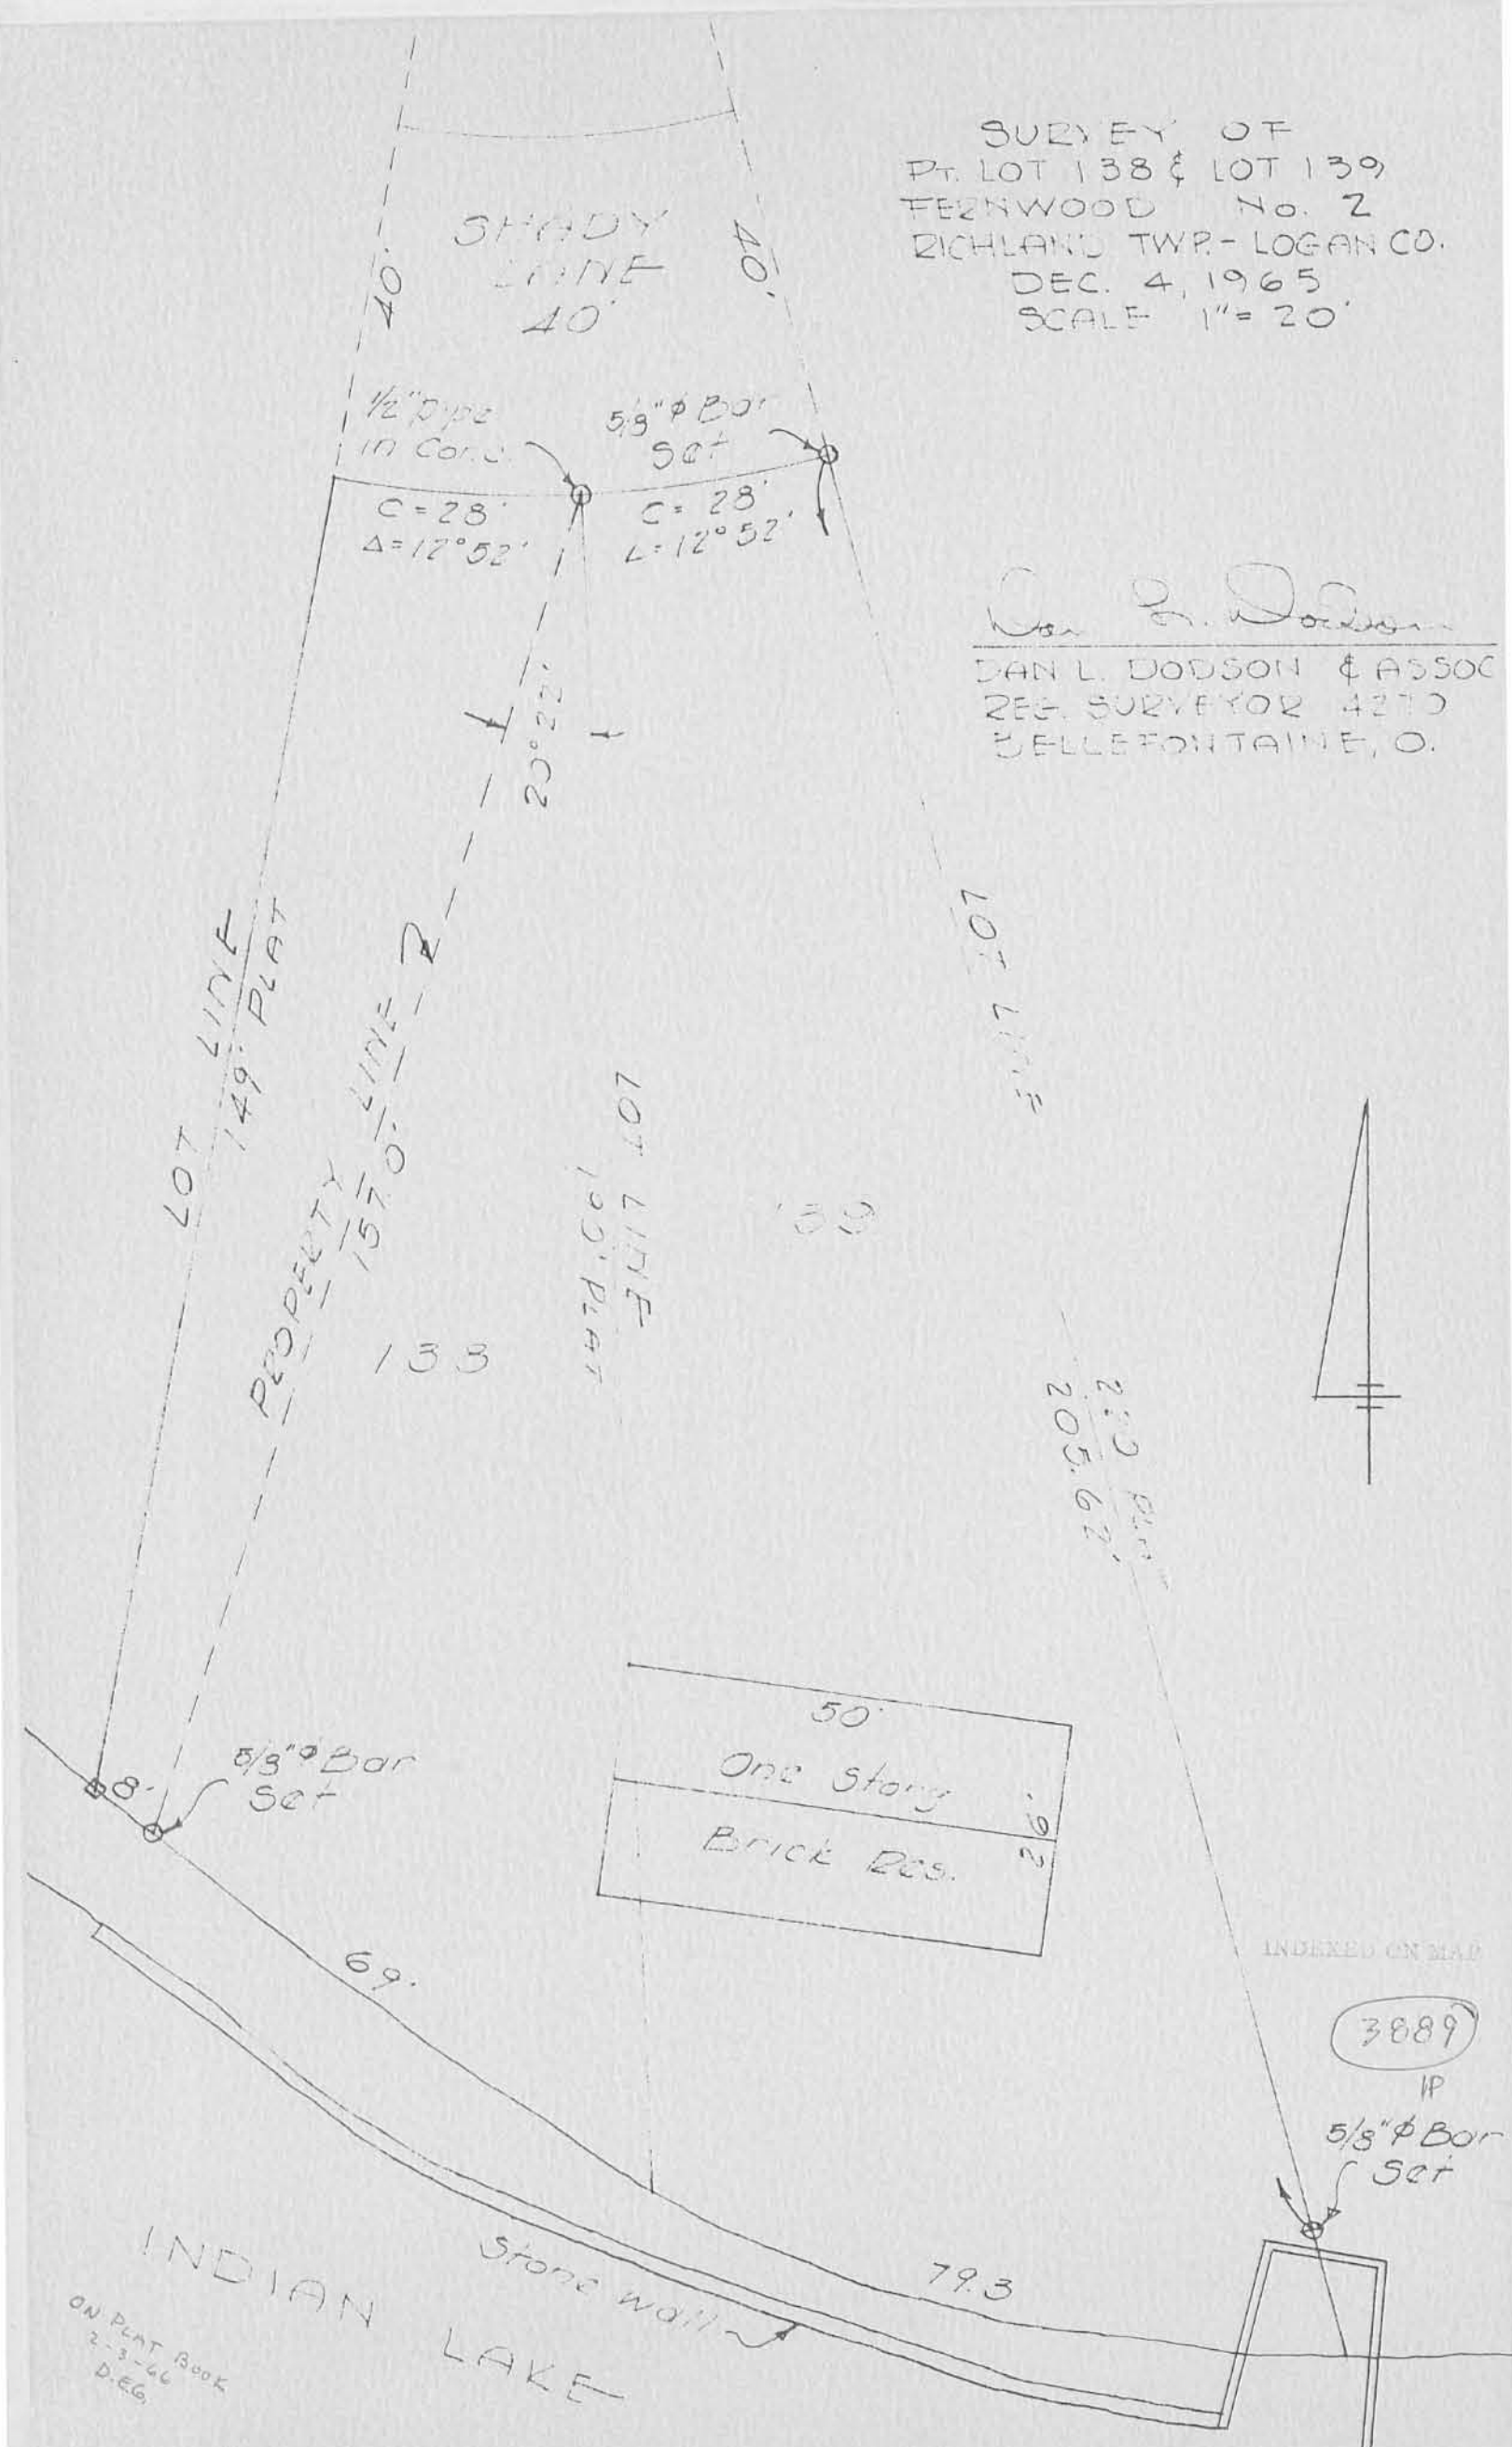 SURVEY OF
PT. LOT 138 & LOT 139
FERNWOOD No. 2
RICHLAND TWP. - LOGAN CO.
DEC. 4, 1965
SCALE 1" = 20'
SHADY
LANE
40'
40'
40'
1/2" pipe
in Conc.
5/8" φ Bar
Set
C = 28'
Δ = 12° 52'
C = 28'
Δ = 12° 52'
DAN L. DODSON & ASSOC
REG. SURVEYOR
BELLEFONTAINE, O.
20° 22'
LOT LINE
149' PLAT
PROPERTY LINE
157.0'
LOT LINE
PLAT
LOT LINE
205.62'
139
138
50'
One Story
Brick Res.
26'
8'
5/8" φ Bar
Set
69'
79.3
INDEXED ON MAP
3889
IP
5/8" φ Bar
Set
Stone wall
INDIAN LAKE
ON PLAT BOOK
2-3-66
D.E.G.